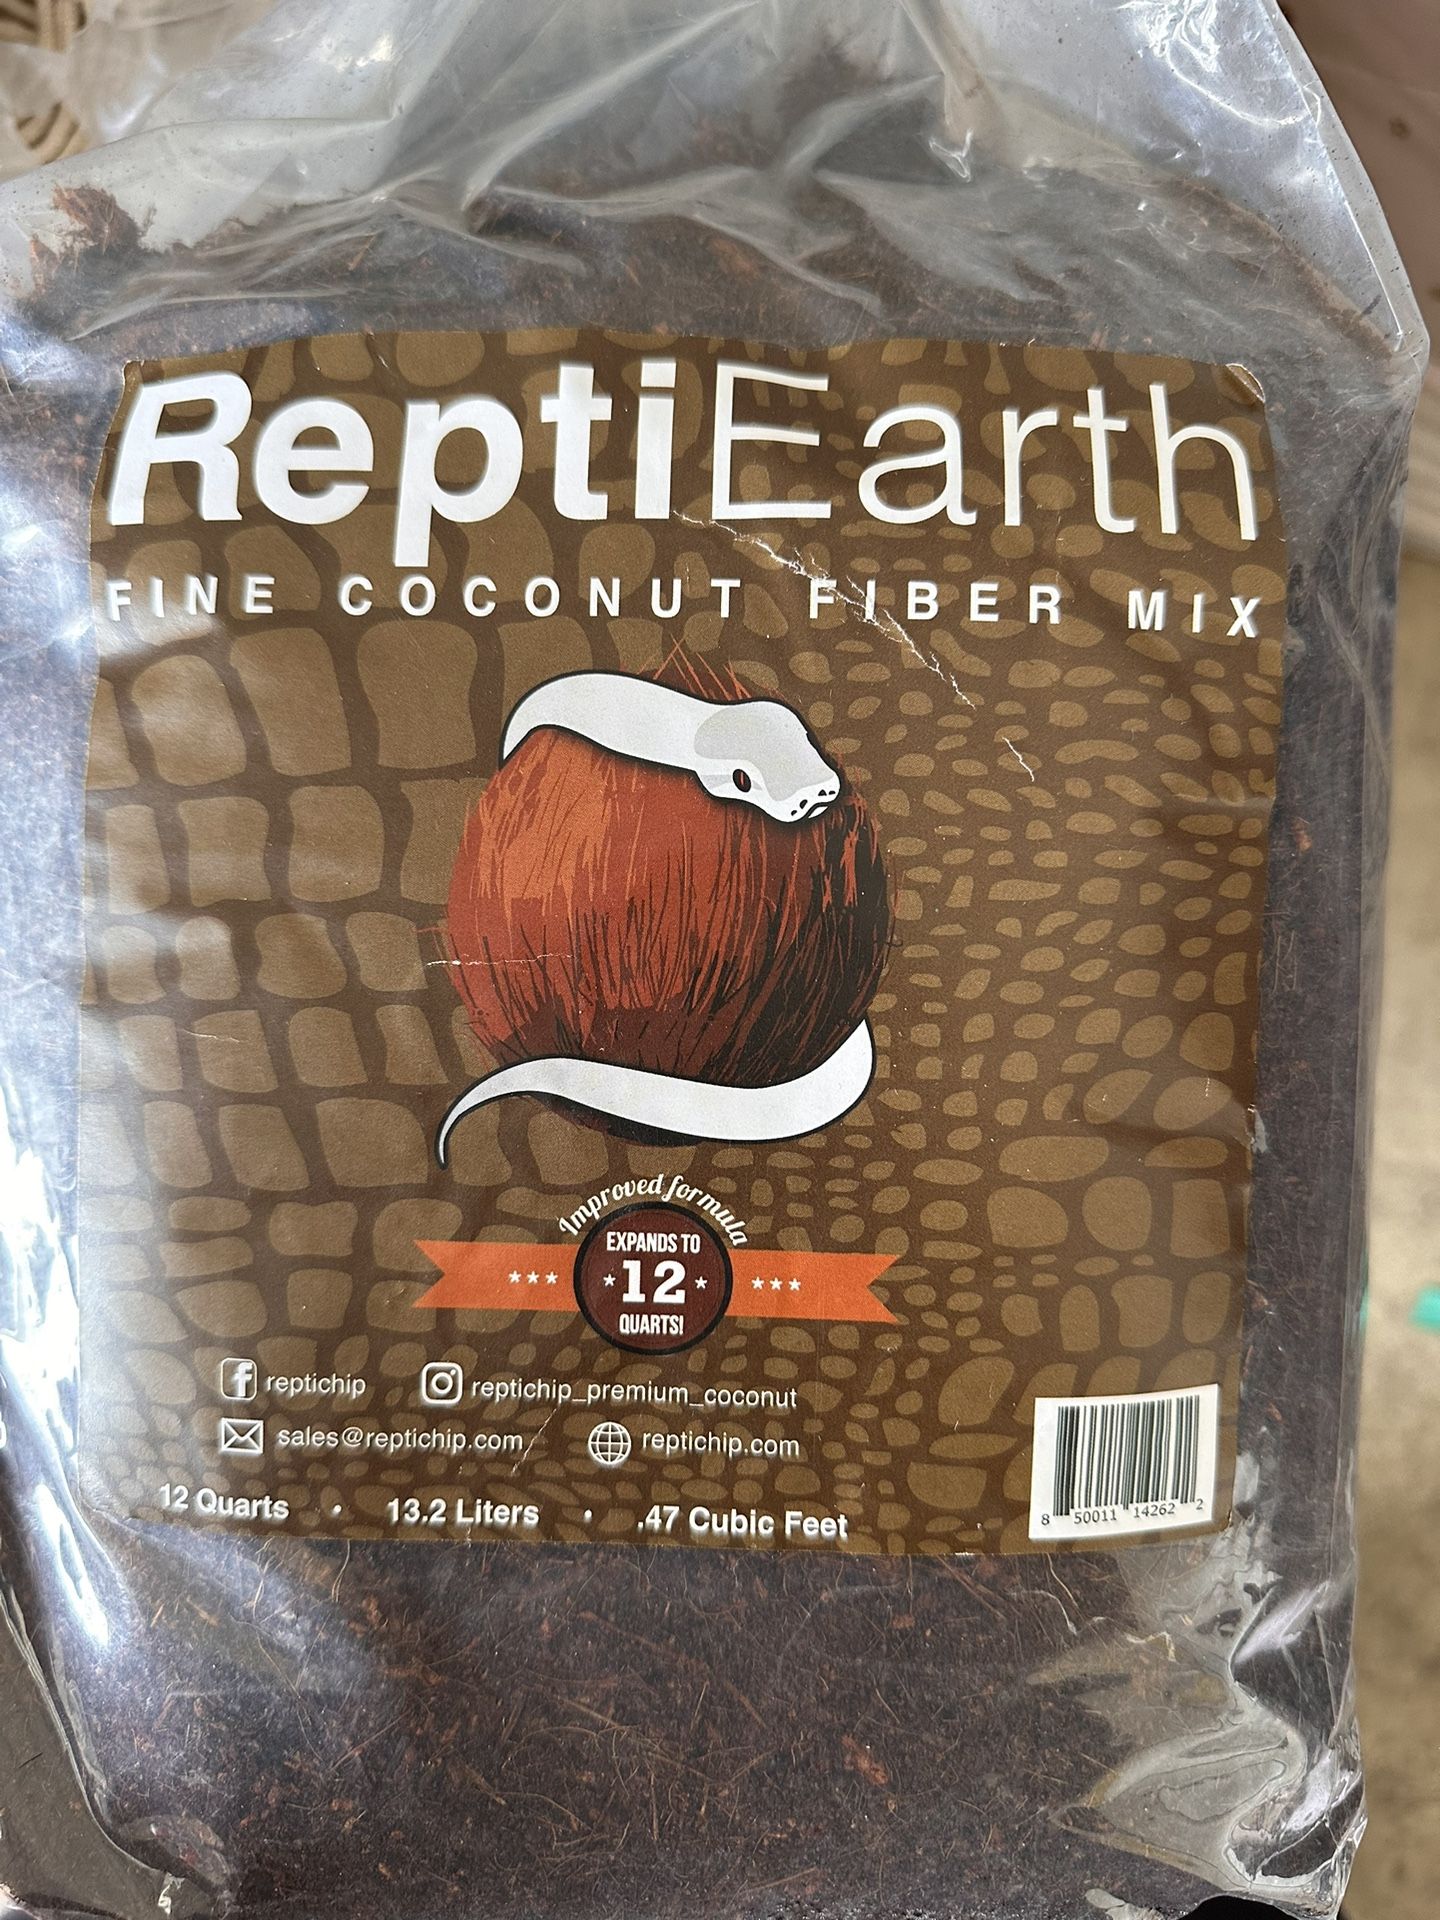 ReptiEarth
FINE COCONUT FIBER MIX
Improved formula
EXPANDS TO
12
QUARTS!
reptichip reptichip_premium_coconut
sales@reptichip.com reptichip.com
12 Quarts • 13.2 Liters • .47 Cubic Feet
8 50011 14262 2